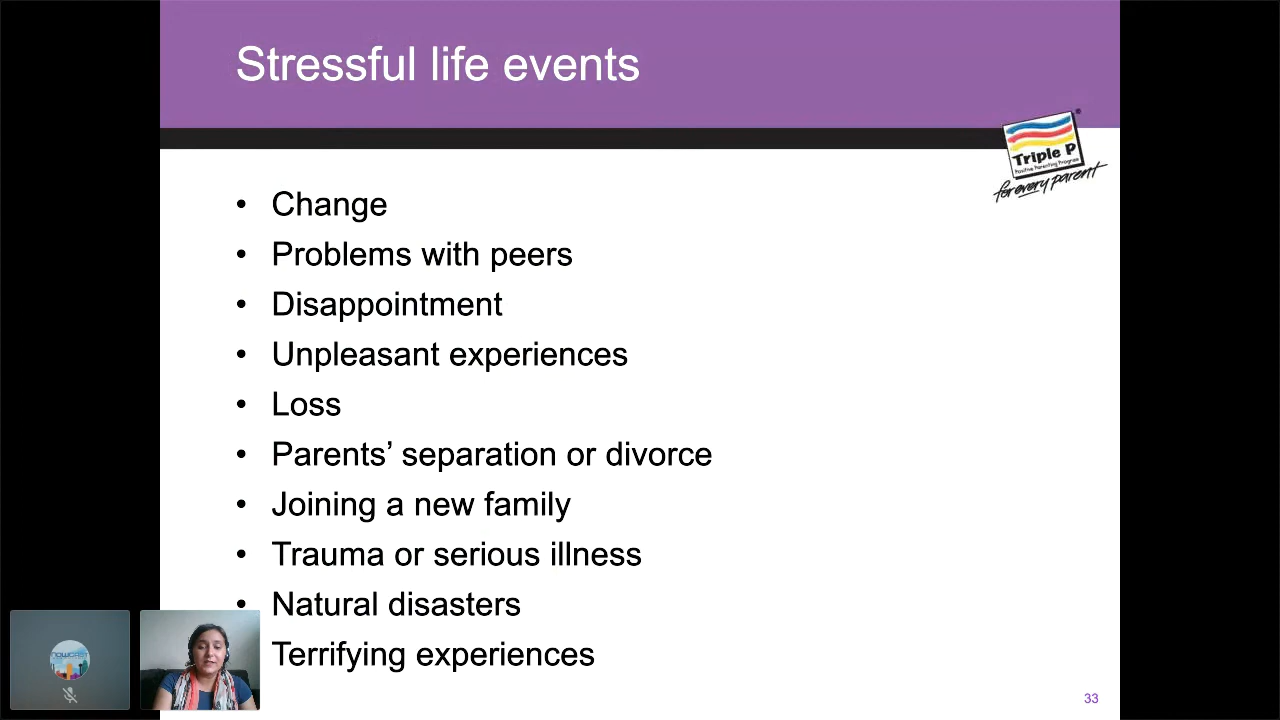 Stressful life events
Triple P
Positive Parenting Program
for every parent
• Change
• Problems with peers
• Disappointment
• Unpleasant experiences
• Loss
• Parents’ separation or divorce
• Joining a new family
• Trauma or serious illness
• Natural disasters
Terrifying experiences
NOWCAST
33